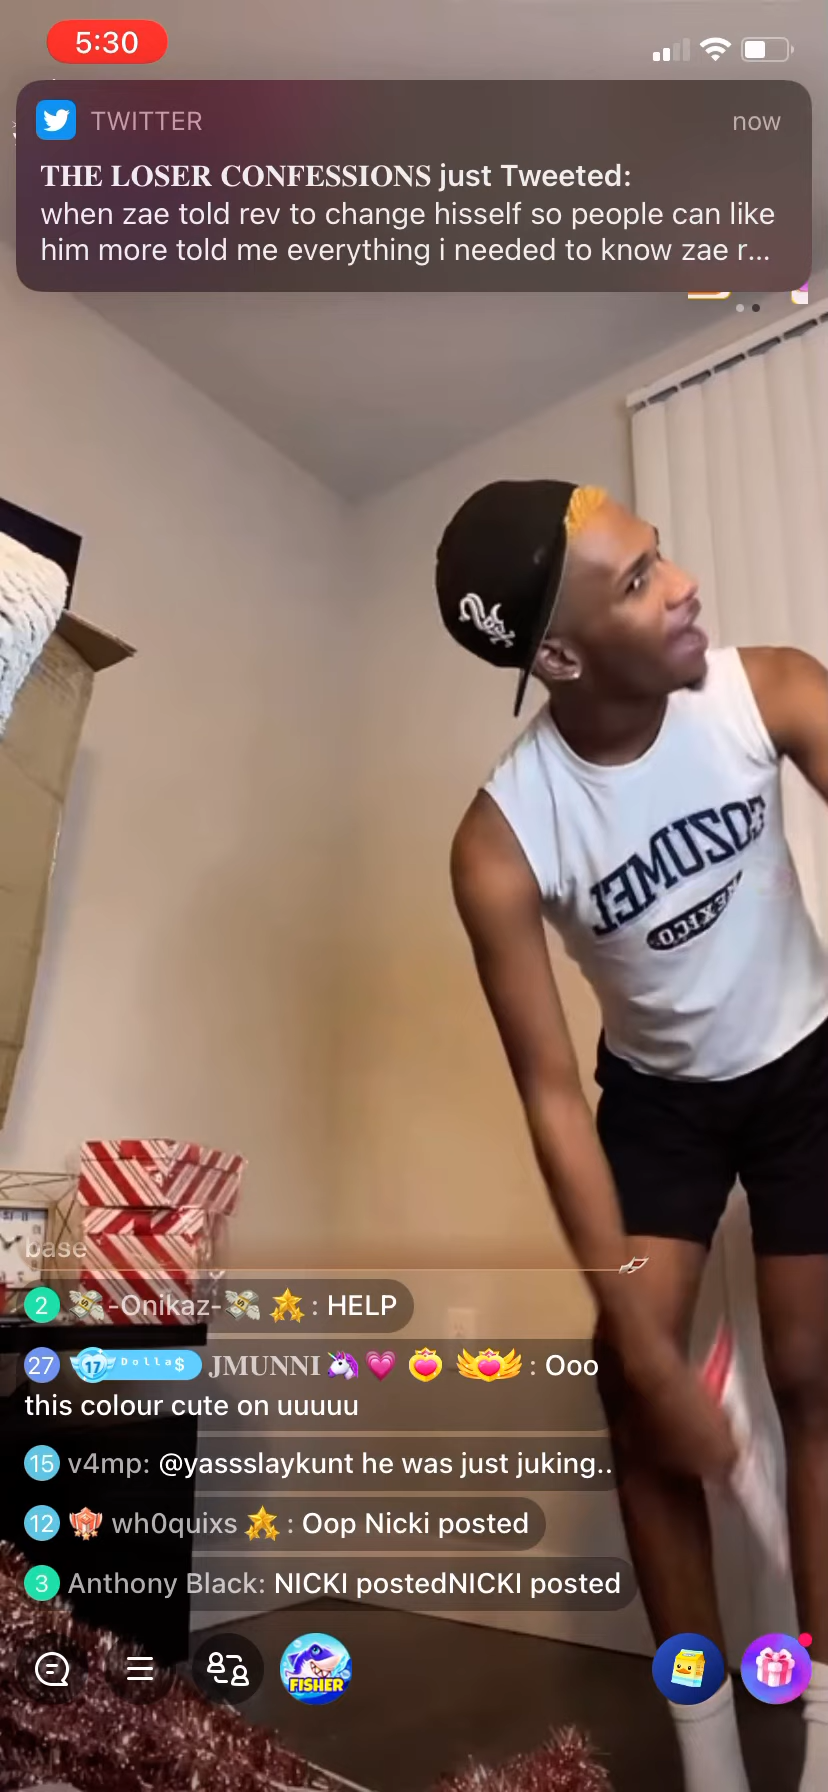 5:30
TWITTER now
THE LOSER CONFESSIONS just Tweeted:
when zae told rev to change hisself so people can like
him more told me everything i needed to know zae r...
COZUMEL
MEXICO
base
2 💸-Onikaz-💸 : HELP
27 17 ᴰᵒˡˡᵃ$ JMUNNI🦄💗 : Ooo
this colour cute on uuuuu
15 v4mp: @yassslaykunt he was just juking..
12 wh0quixs : Oop Nicki posted
3 Anthony Black: NICKI postedNICKI posted
FISHER